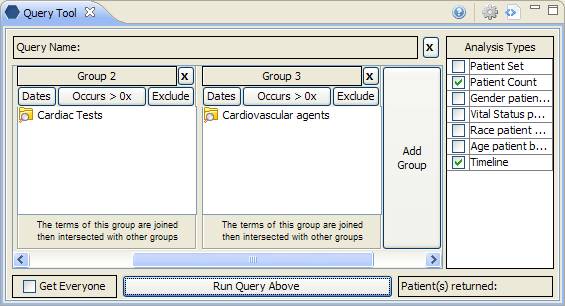 Query Tool
Query Name:
x
Analysis Types
Group 2
x
Group 3
x
Dates
Occurs > 0x
Exclude
Dates
Occurs > 0x
Exclude
Cardiac Tests
Cardiovascular agents
The terms of this group are joined
then intersected with other groups
The terms of this group are joined
then intersected with other groups
Add
Group
Patient Set
Patient Count
Gender patien...
Vital Status p...
Race patient ...
Age patient b...
Timeline
Get Everyone
Run Query Above
Patient(s) returned: